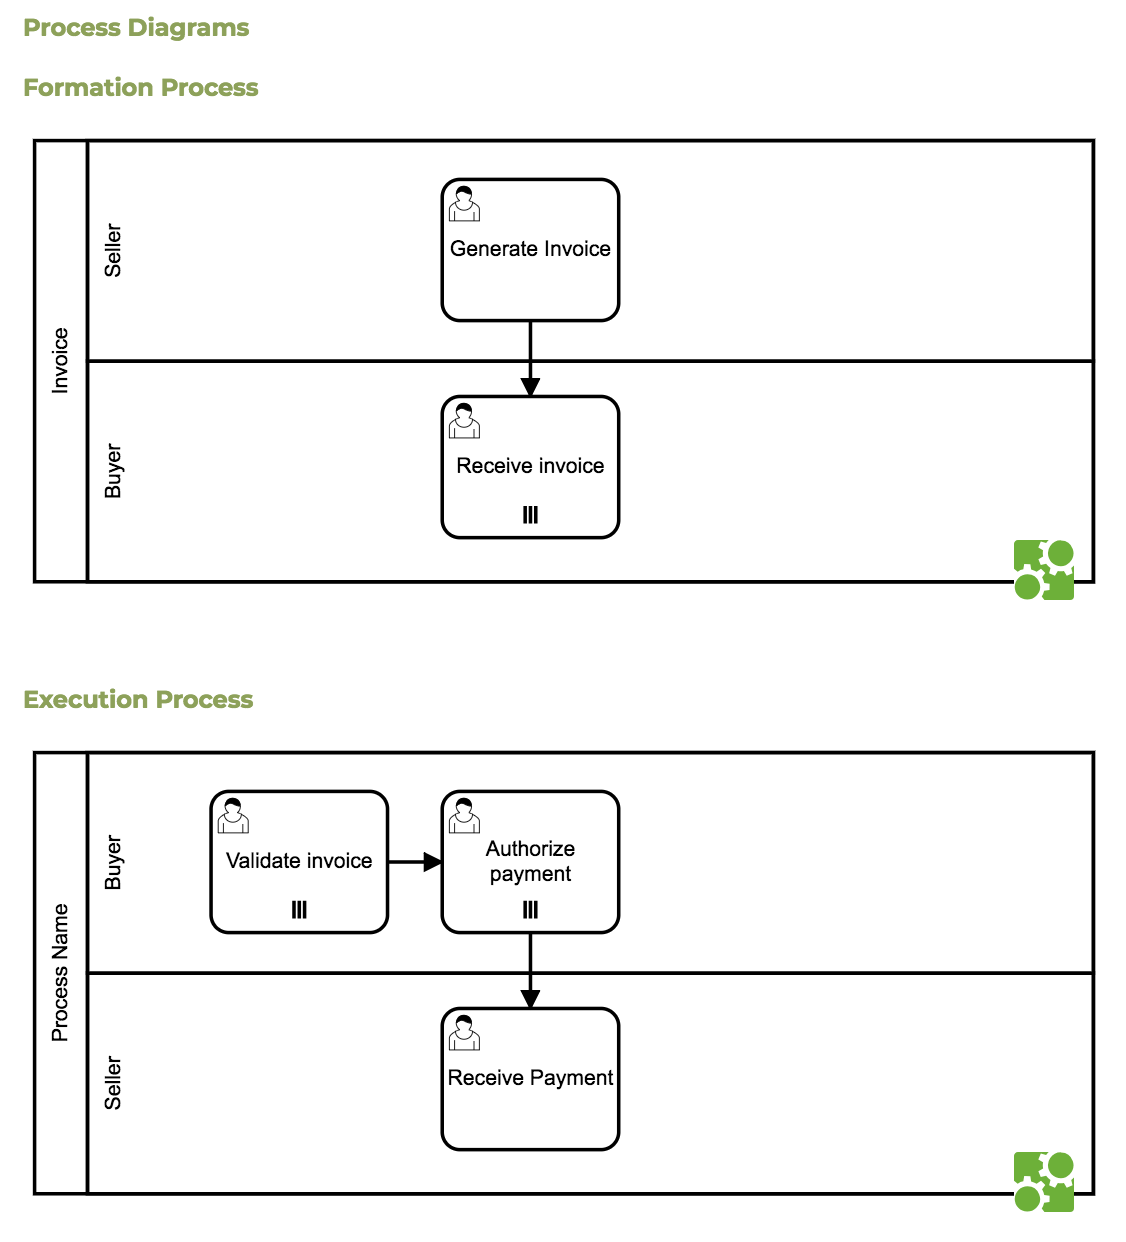 Process Diagrams
Formation Process
Invoice
Seller
Generate Invoice
Buyer
Receive invoice
Execution Process
Process Name
Buyer
Validate invoice
Authorize
payment
Seller
Receive Payment